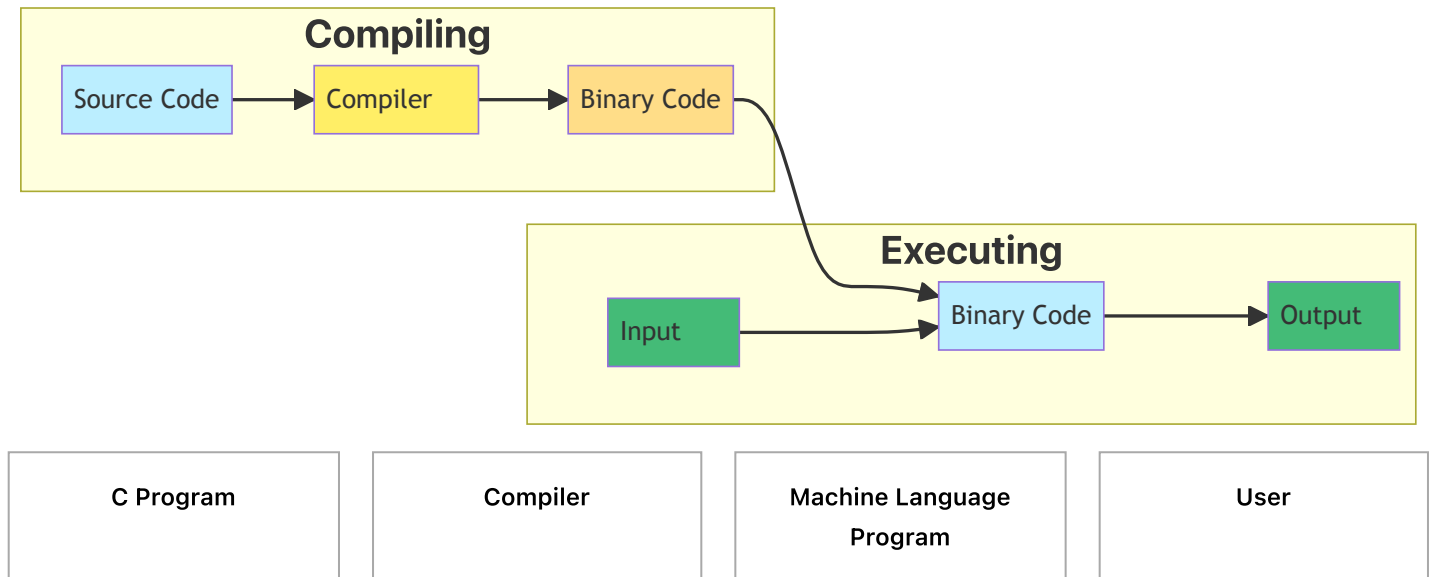 Compiling
Source Code
Compiler
Binary Code
Executing
Input
Binary Code
Output
C Program
Compiler
Machine Language
Program
User